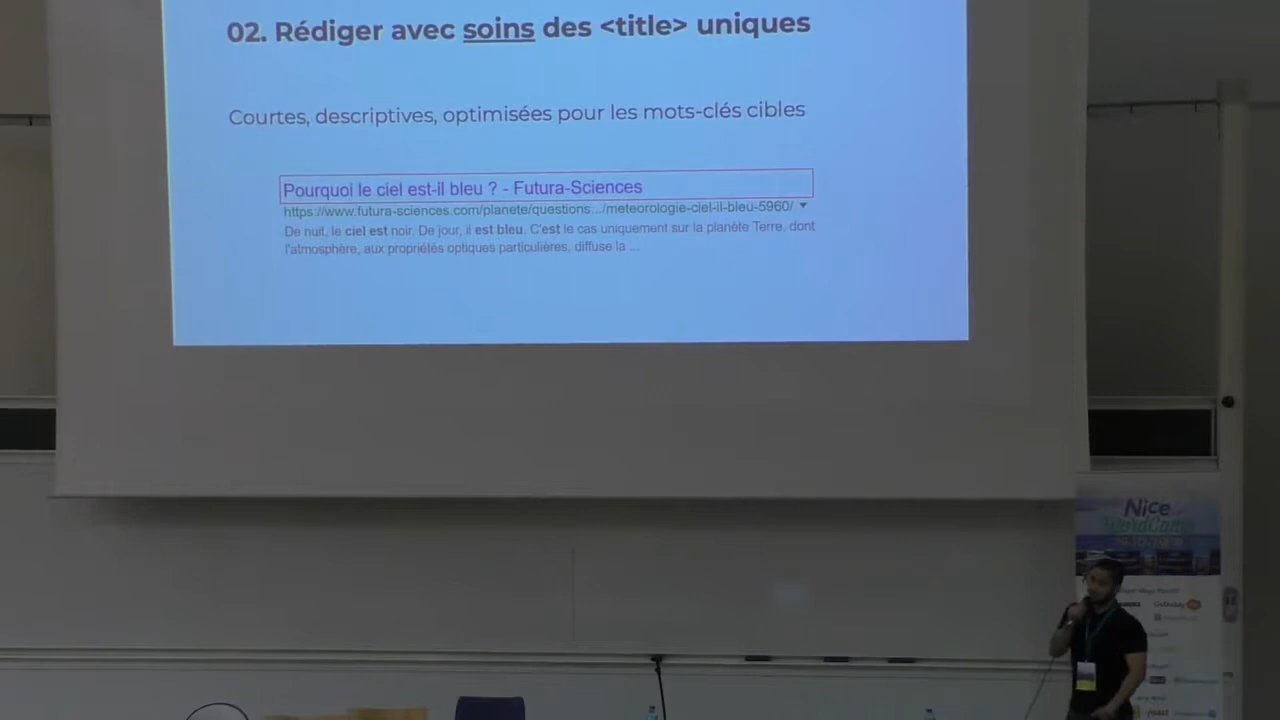 02. Rédiger avec soins des <title> uniques
Courtes, descriptives, optimisées pour les mots-clés cibles
Pourquoi le ciel est-il bleu ? - Futura-Sciences
https://www.futura-sciences.com/planete/questions.../meteorologie-ciel-il-bleu-5960/
De nuit, le ciel est noir. De jour, il est bleu. C'est le cas uniquement sur la planète Terre, dont
l'atmosphère, aux propriétés optiques particulières, diffuse la ...
Nice
WordCamp
GoDaddy